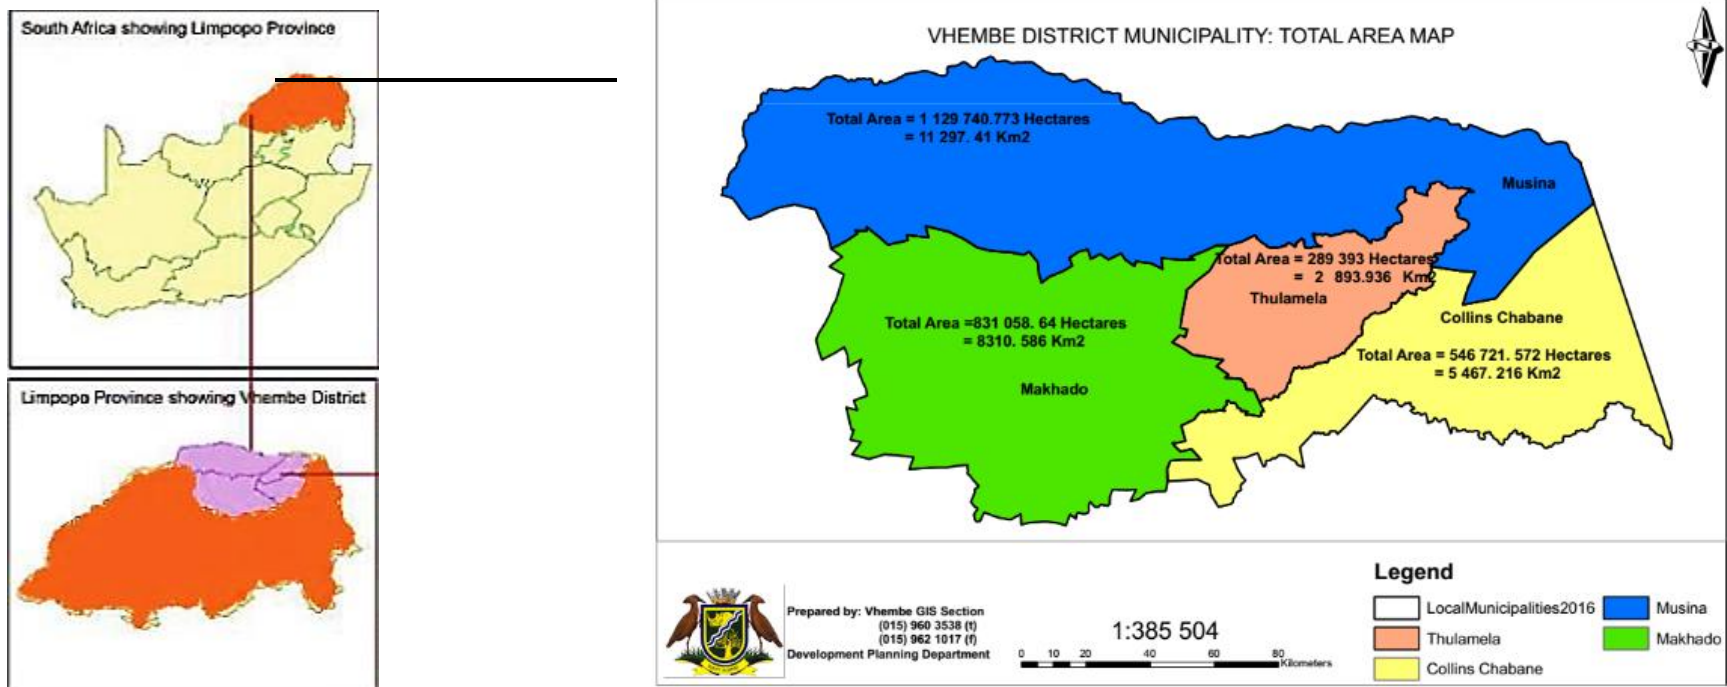 South Africa showing Limpopo Province
Limpopo Province showing Vhembe District
VHEMBE DISTRICT MUNICIPALITY: TOTAL AREA MAP
N
Total Area = 1 129 740.773 Hectares
= 11 297. 41 Km2
Musina
Total Area = 289 393 Hectares
= 2 893.936 Km2
Thulamela
Total Area =831 058. 64 Hectares
= 8310. 586 Km2
Makhado
Collins Chabane
Total Area = 546 721. 572 Hectares
= 5 467. 216 Km2
Prepared by: Vhembe GIS Section
(015) 960 3538 (t)
(015) 962 1017 (f)
Development Planning Department
1:385 504
0 10 20 40 60 80
Kilometers
Legend
LocalMunicipalities2016
Musina
Thulamela
Makhado
Collins Chabane